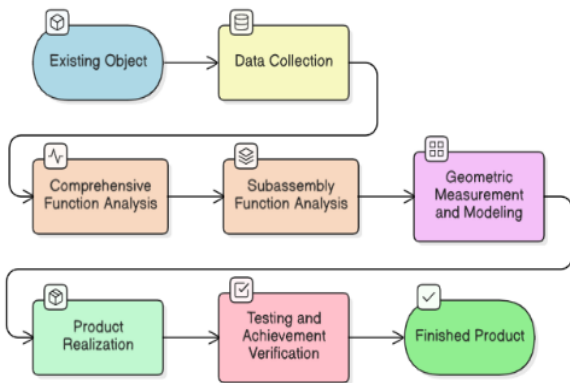 Existing Object
Data Collection
Comprehensive
Function Analysis
Subassembly
Function Analysis
Geometric
Measurement
and Modeling
Product
Realization
Testing and
Achievement
Verification
Finished Product